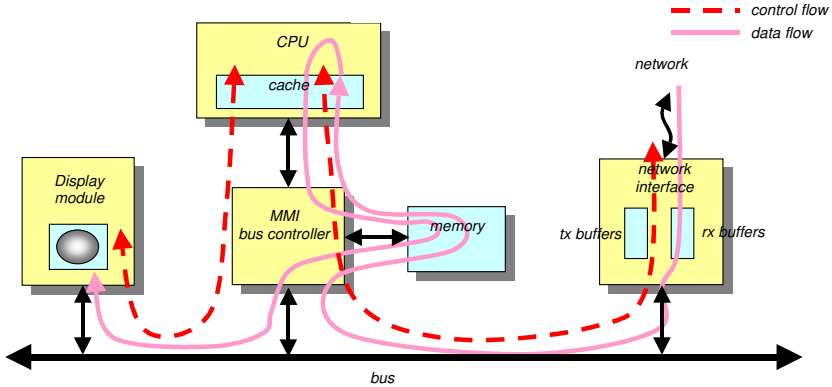 control flow
data flow
CPU
cache
network
Display
module
MMI
bus controller
memory
network
interface
tx buffers
rx buffers
bus